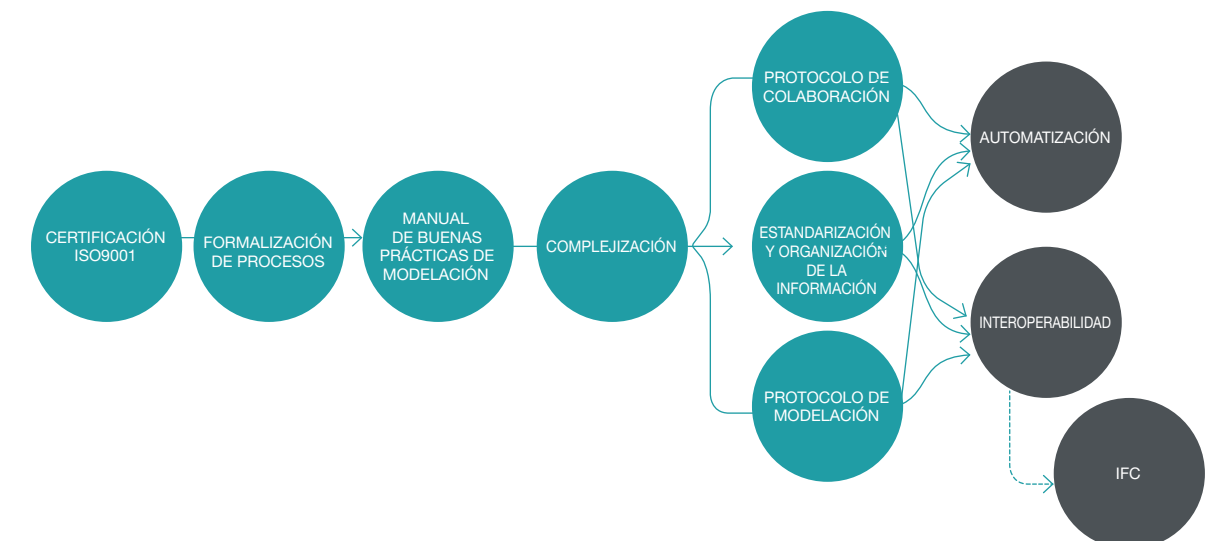 CERTIFICACIÓN
ISO9001
FORMALIZACIÓN
DE PROCESOS
MANUAL
DE BUENAS
PRÁCTICAS DE
MODELACIÓN
COMPLEJIZACIÓN
PROTOCOLO DE
COLABORACIÓN
ESTANDARIZACIÓN
Y ORGANIZACIÓN
DE LA
INFORMACIÓN
PROTOCOLO DE
MODELACIÓN
AUTOMATIZACIÓN
INTEROPERABILIDAD
IFC